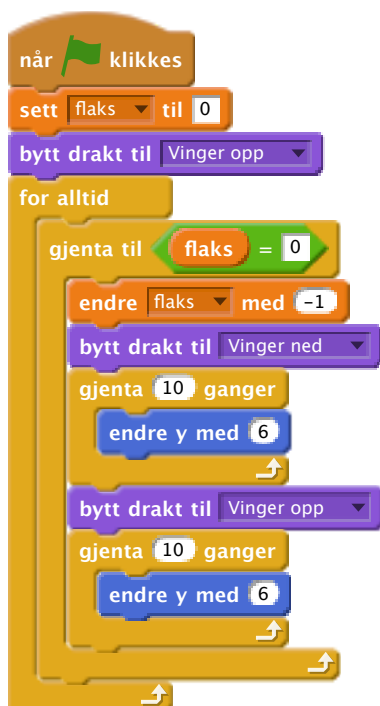 når klikkes
sett flaks til 0
bytt drakt til Vinger opp
for alltid
gjenta til flaks = 0
endre flaks med -1
bytt drakt til Vinger ned
gjenta 10 ganger
endre y med 6
bytt drakt til Vinger opp
gjenta 10 ganger
endre y med 6